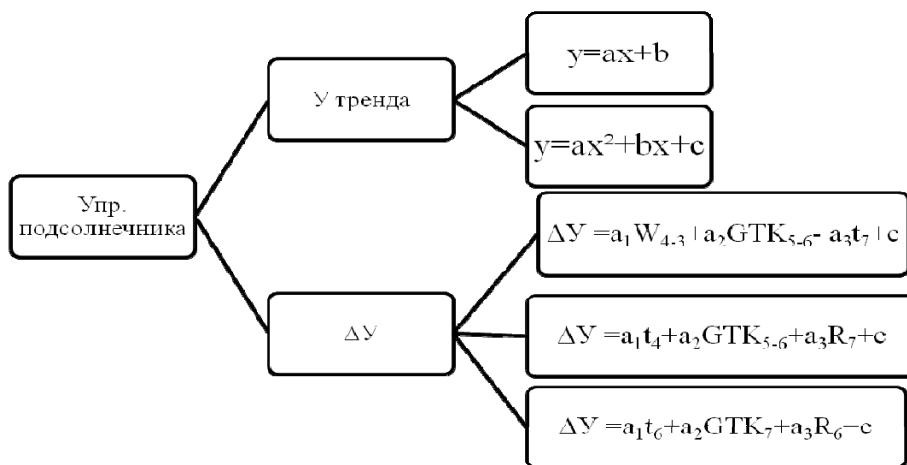 y=ax+b
У тренда
y=ax²+bx+c
Упр.
подсолнечника
ΔУ =a₁W₄₋₃+a₂GTK₅₋₆- a₃t₇+c
ΔУ
ΔУ =a₁t₄+a₂GTK₅₋₆+a₃R₇+c
ΔУ =a₁t₆+a₂GTK₇+a₃R₆−c